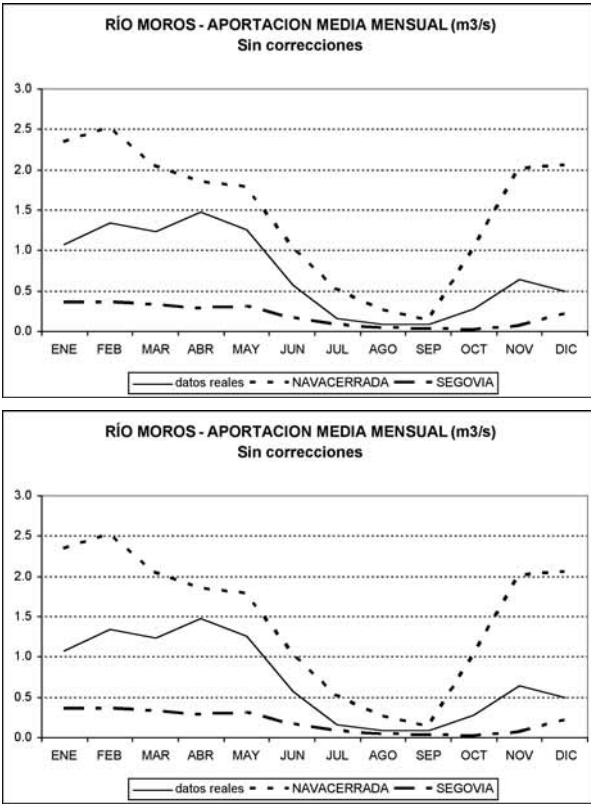 RÍO MOROS - APORTACION MEDIA MENSUAL (m3/s)
Sin correcciones
3.0
2.5
2.0
1.5
1.0
0.5
0.0
ENE FEB MAR ABR MAY JUN JUL AGO SEP OCT NOV DIC
datos reales NAVACERRADA SEGOVIA
RÍO MOROS - APORTACION MEDIA MENSUAL (m3/s)
Sin correcciones
3.0
2.5
2.0
1.5
1.0
0.5
0.0
ENE FEB MAR ABR MAY JUN JUL AGO SEP OCT NOV DIC
datos reales NAVACERRADA SEGOVIA